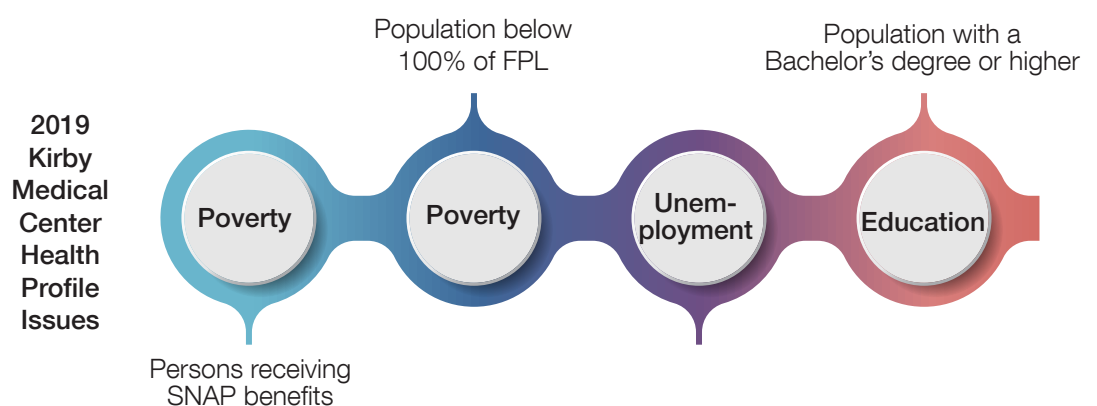 2019
Kirby
Medical
Center
Health
Profile
Issues
Poverty
Persons receiving
SNAP benefits
Population below
100% of FPL
Poverty
Unem-
ployment
Population with a
Bachelor’s degree or higher
Education